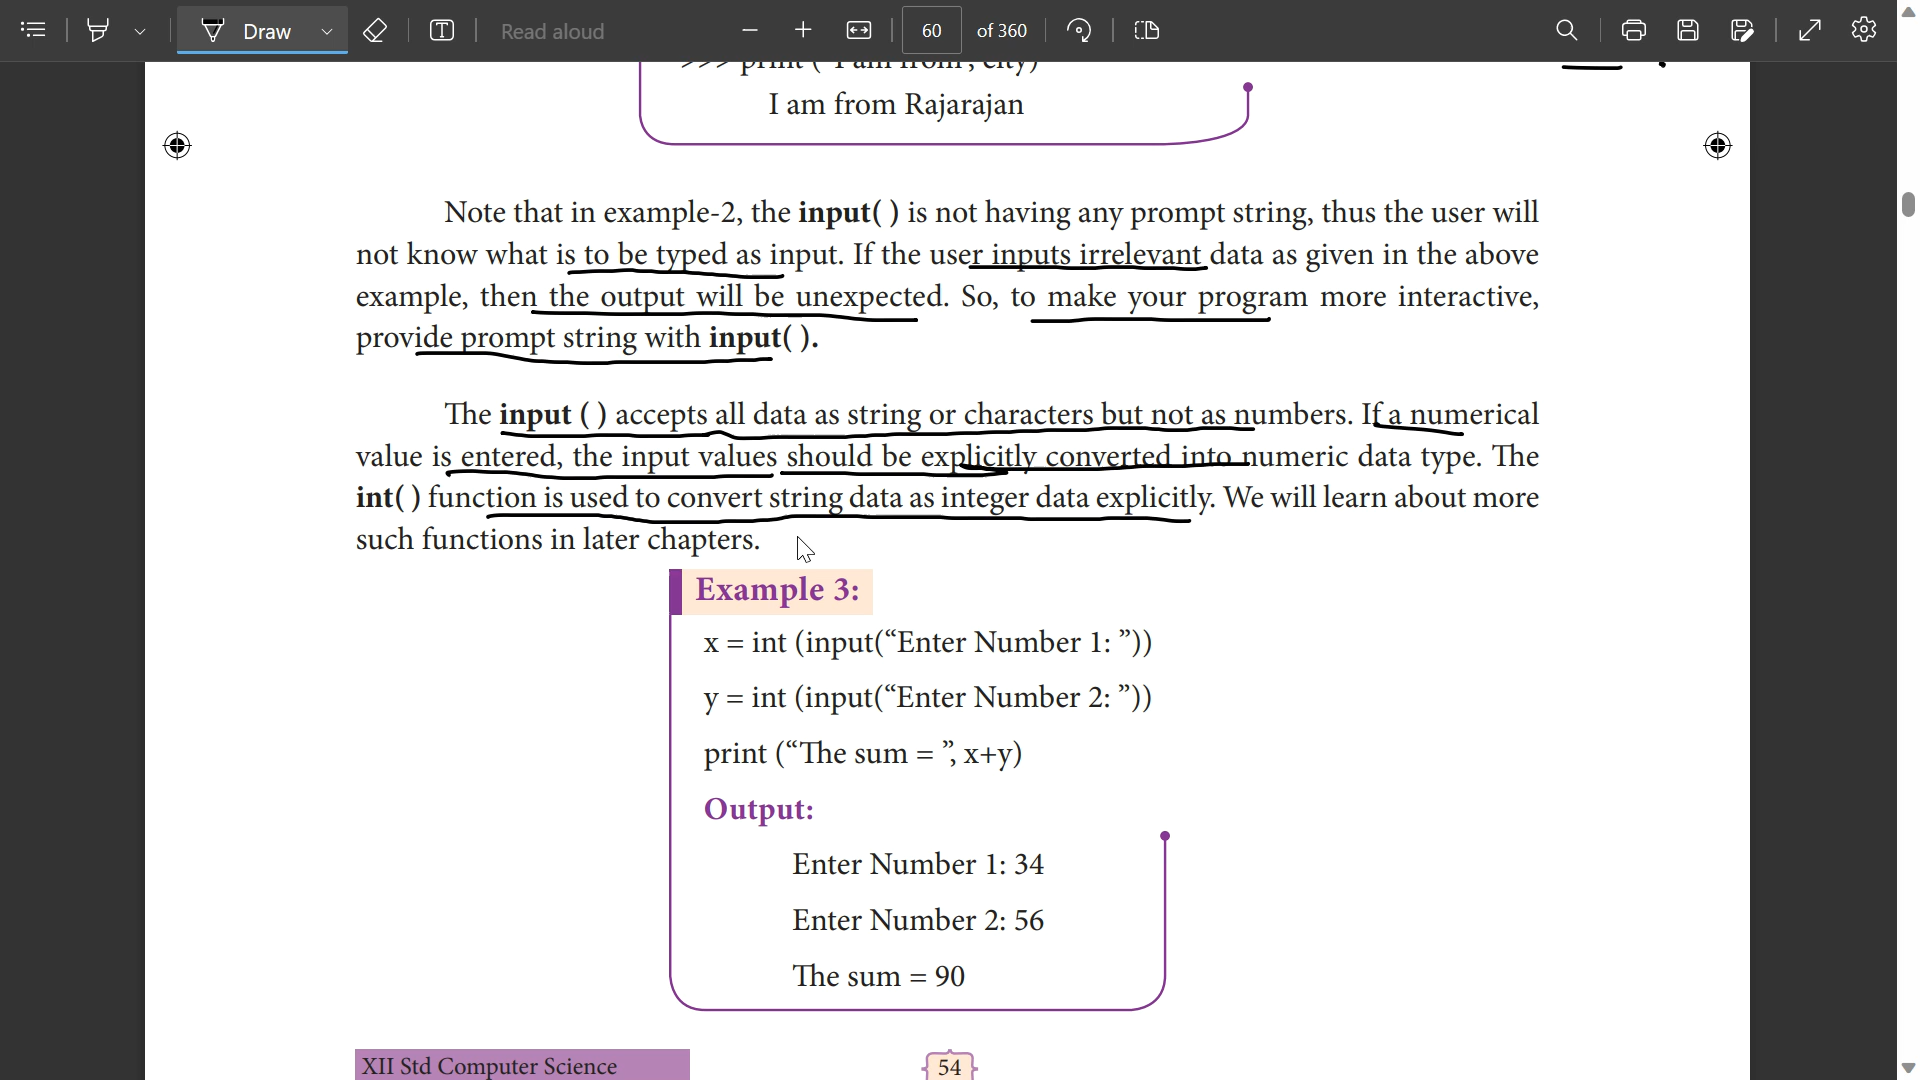 Draw
Read aloud
60 of 360
>>> print (“I am from”, city)
I am from Rajarajan
Note that in example-2, the input( ) is not having any prompt string, thus the user will
not know what is to be typed as input. If the user inputs irrelevant data as given in the above
example, then the output will be unexpected. So, to make your program more interactive,
provide prompt string with input( ).
The input ( ) accepts all data as string or characters but not as numbers. If a numerical
value is entered, the input values should be explicitly converted into numeric data type. The
int( ) function is used to convert string data as integer data explicitly. We will learn about more
such functions in later chapters.
Example 3:
x = int (input(“Enter Number 1: ”))
y = int (input(“Enter Number 2: ”))
print (“The sum = ”, x+y)
Output:
Enter Number 1: 34
Enter Number 2: 56
The sum = 90
XII Std Computer Science
54